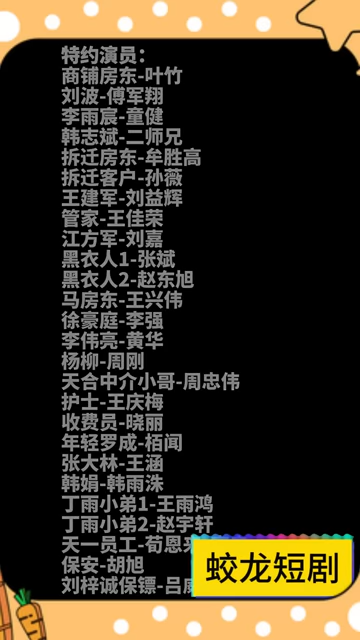 特约演员：
商铺房东-叶竹
刘波-傅军翔
李雨宸-童健
韩志斌-二师兄
拆迁房东-牟胜高
拆迁客户-孙薇
王建军-刘益辉
管家-王佳荣
江方军-刘嘉
黑衣人1-张斌
黑衣人2-赵东旭
马房东-王兴伟
徐豪庭-李强
李伟亮-黄华
杨柳-周刚
天合中介小哥-周忠伟
护士-王庆梅
收费员-晓丽
年轻罗成-栢闻
张大林-王涵
韩娟-韩雨洙
丁雨小弟1-王雨鸿
丁雨小弟2-赵宇轩
天一员工-荀恩
保安-胡旭
刘梓诚保镖-吕
蛟龙短剧